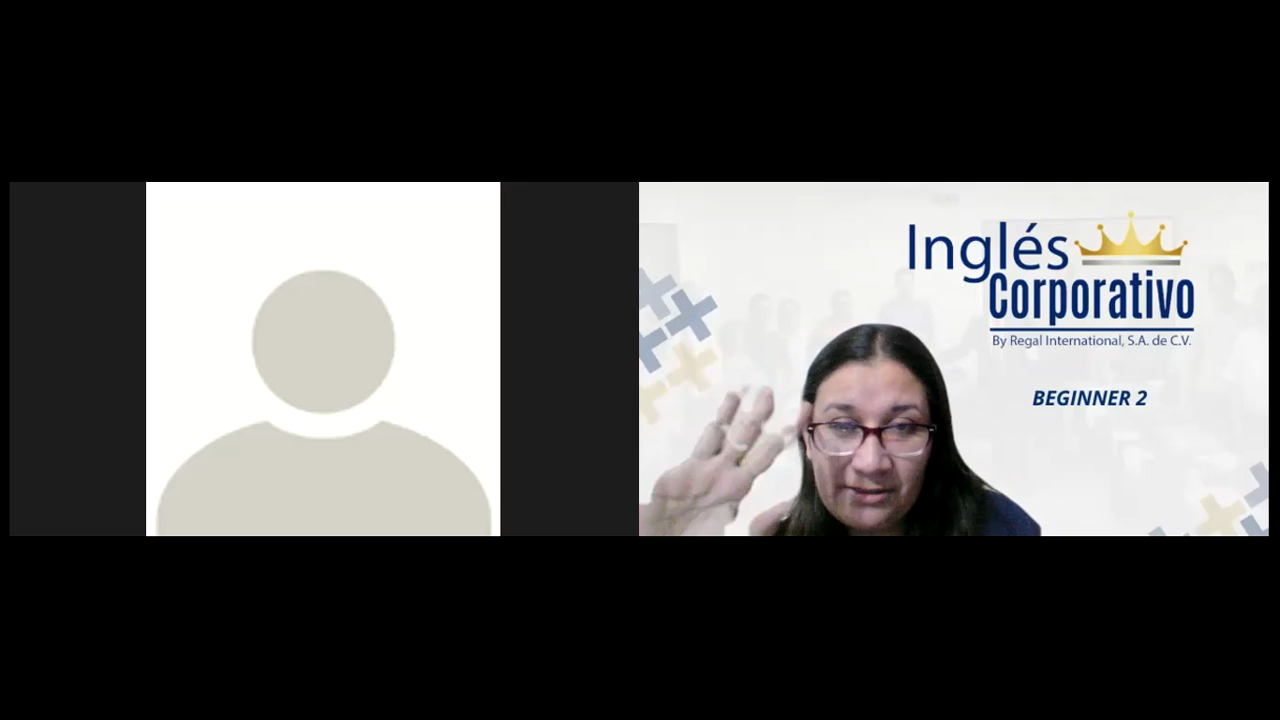 Inglés
Corporativo
By Regal International, S.A. de C.V.
BEGINNER 2